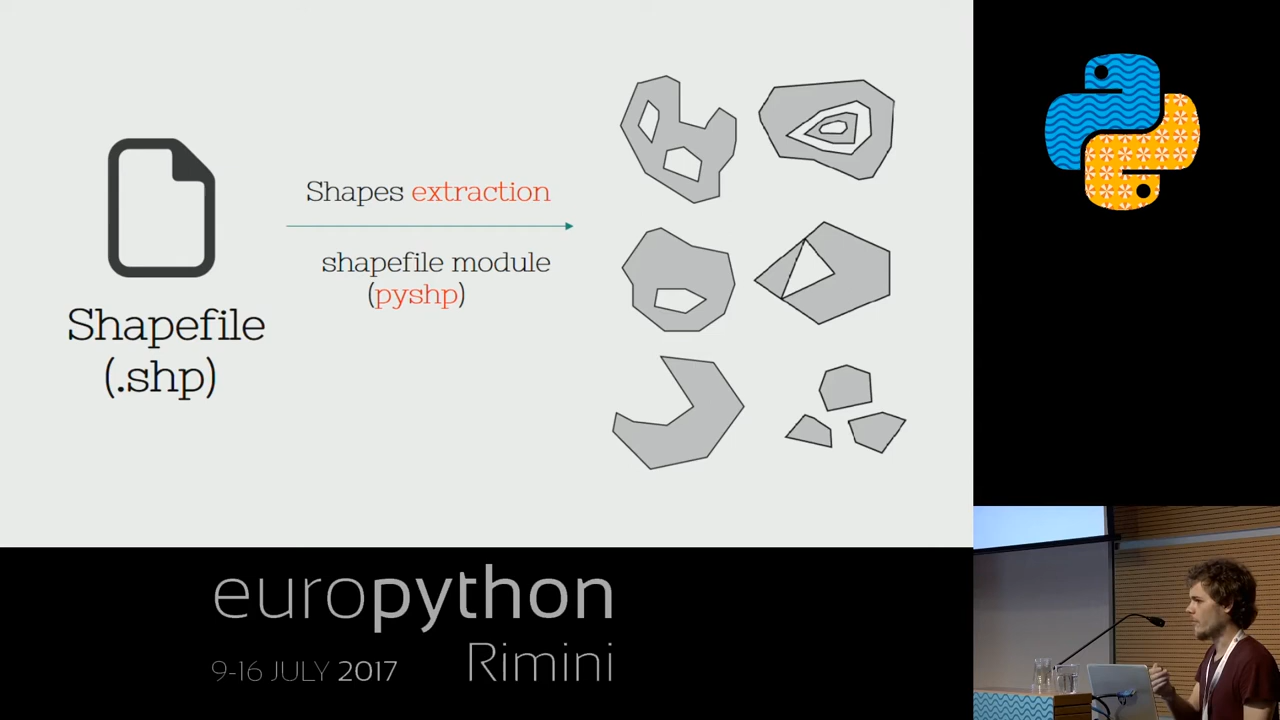 Shapes extraction
shapefile module
(pyshp)
Shapefile
(.shp)
europython
9-16 JULY 2017
Rimini